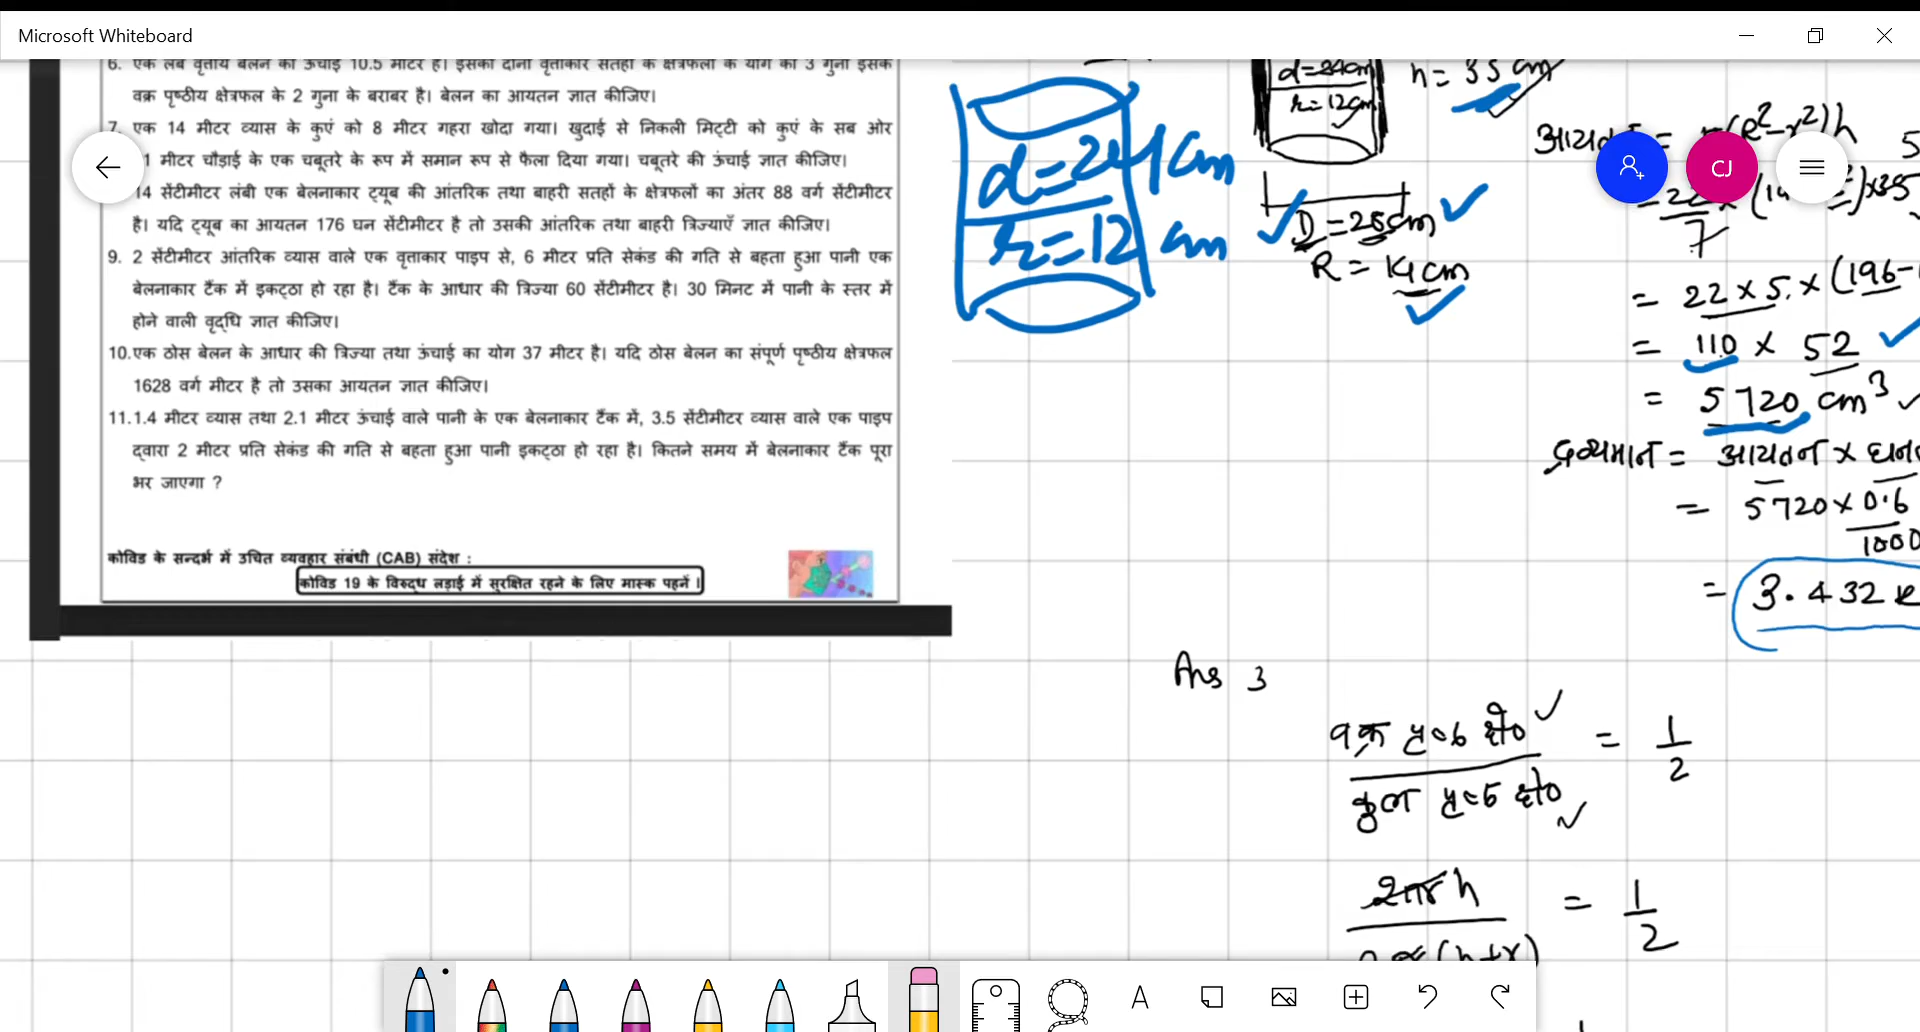 Microsoft Whiteboard
6. एक लंब वृत्तीय बेलन की ऊंचाई 10.5 मीटर है। इसकी दोनों वृत्ताकार सतहों के क्षेत्रफलों के योग का 3 गुना इसके
वक्र पृष्ठीय क्षेत्रफल के 2 गुना के बराबर है। बेलन का आयतन ज्ञात कीजिए।
7. एक 14 मीटर व्यास के कुएं को 8 मीटर गहरा खोदा गया। खुदाई से निकली मिट्टी को कुएं के सब ओर
1 मीटर चौड़ाई के एक चबूतरे के रूप में समान रूप से फैला दिया गया। चबूतरे की ऊंचाई ज्ञात कीजिए।
14 सेंटीमीटर लंबी एक बेलनाकार ट्यूब की आंतरिक तथा बाहरी सतहों के क्षेत्रफलों का अंतर 88 वर्ग सेंटीमीटर
है। यदि ट्यूब का आयतन 176 घन सेंटीमीटर है तो उसकी आंतरिक तथा बाहरी त्रिज्याएँ ज्ञात कीजिए।
9. 2 सेंटीमीटर आंतरिक व्यास वाले एक वृत्ताकार पाइप से, 6 मीटर प्रति सेकंड की गति से बहता हुआ पानी एक
बेलनाकार टैंक में इकट्ठा हो रहा है। टैंक के आधार की त्रिज्या 60 सेंटीमीटर है। 30 मिनट में पानी के स्तर में
होने वाली वृद्धि ज्ञात कीजिए।
10. एक ठोस बेलन के आधार की त्रिज्या तथा ऊंचाई का योग 37 मीटर है। यदि ठोस बेलन का संपूर्ण पृष्ठीय क्षेत्रफल
1628 वर्ग मीटर है तो उसका आयतन ज्ञात कीजिए।
11. 1.4 मीटर व्यास तथा 2.1 मीटर ऊंचाई वाले पानी के एक बेलनाकार टैंक में, 3.5 सेंटीमीटर व्यास वाले एक पाइप
द्वारा 2 मीटर प्रति सेकंड की गति से बहता हुआ पानी इकट्ठा हो रहा है। कितने समय में बेलनाकार टैंक पूरा
भर जाएगा ?
कोविड के सन्दर्भ में उचित व्यवहार संबंधी (CAB) संदेश :
कोविड 19 के विरुद्ध लड़ाई में सुरक्षित रहने के लिए मास्क पहनें।
d=24cm
r=12 cm
d=24cm
r=12cm
h= 35 cm
D =28cm
R = 14cm
CJ
= 22 × 5 × (196-
= 110 × 52
= 5720 cm³
द्रव्यमान = आयतन × घन
= 5720 × 0.6
1000
= 3.432 K
Ans 3
वक्र पृ० क्षे० = 1
2
कुल पृ० क्षे०
2πrh = 1
2
A